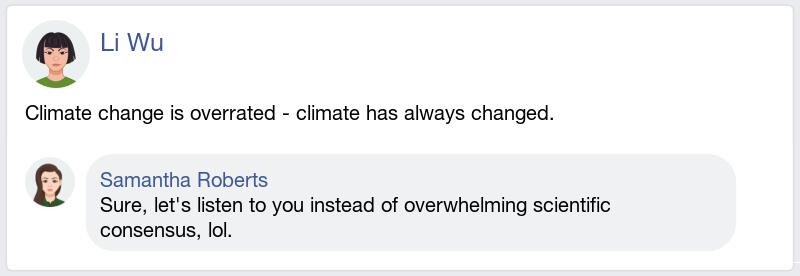 Li Wu
Climate change is overrated - climate has always changed.
Samantha Roberts
Sure, let's listen to you instead of overwhelming scientific
consensus, lol.